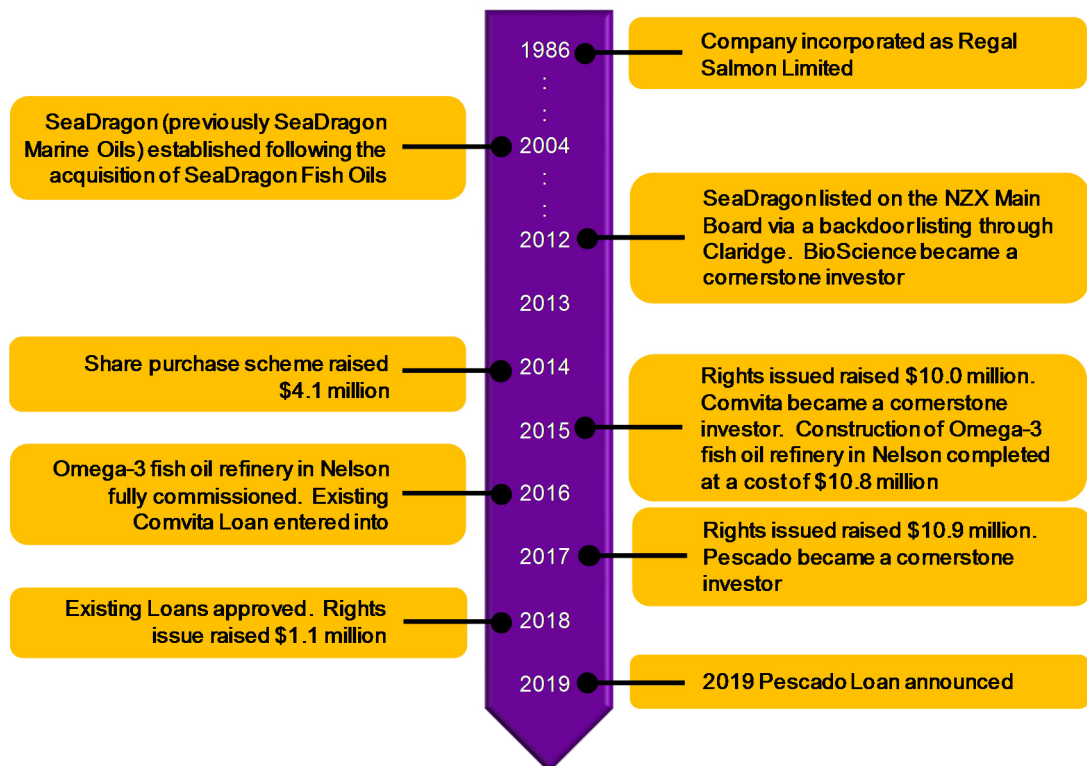 1986
Company incorporated as Regal
Salmon Limited
:
:
SeaDragon (previously SeaDragon
Marine Oils) established following the
acquisition of SeaDragon Fish Oils
2004
:
:
2012
SeaDragon listed on the NZX Main
Board via a backdoor listing through
Claridge.  BioScience became a
cornerstone investor
2013
Share purchase scheme raised
$4.1 million
2014
2015
Rights issued raised $10.0 million.
Comvita became a cornerstone
investor.  Construction of Omega-3
fish oil refinery in Nelson completed
at a cost of $10.8 million
Omega-3 fish oil refinery in Nelson
fully commissioned.  Existing
Comvita Loan entered into
2016
2017
Rights issued raised $10.9 million.
Pescado became a cornerstone
investor
Existing Loans approved.  Rights
issue raised $1.1 million
2018
2019
2019 Pescado Loan announced